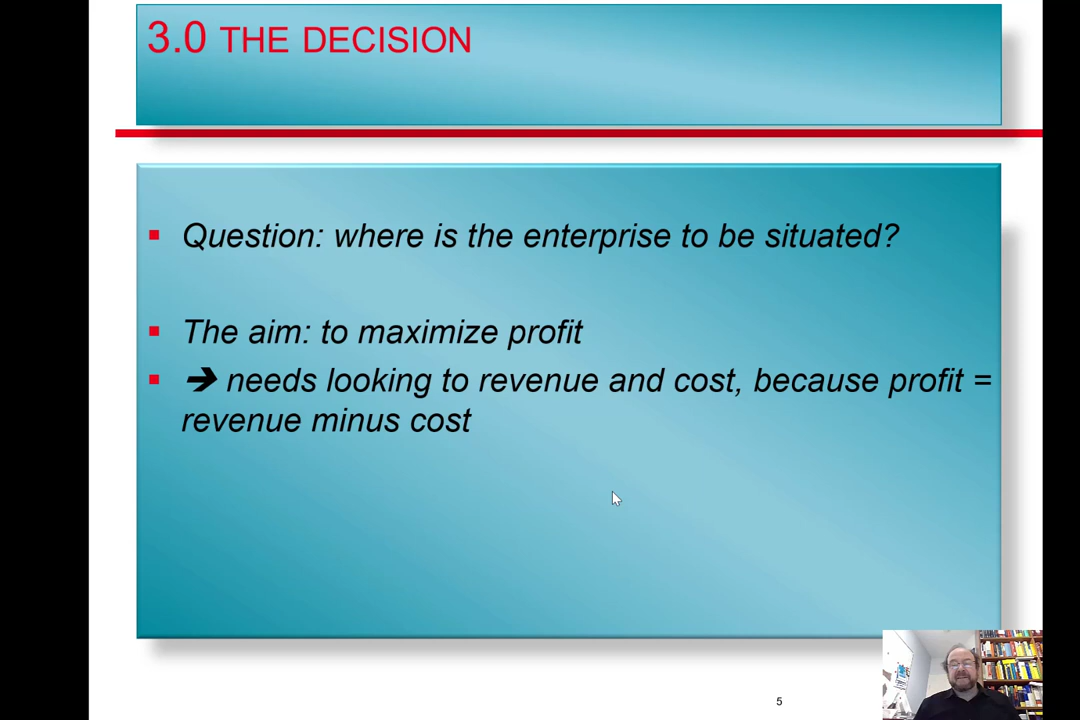 3.0 THE DECISION
Question: where is the enterprise to be situated?
The aim: to maximize profit
➔ needs looking to revenue and cost, because profit =
revenue minus cost
5